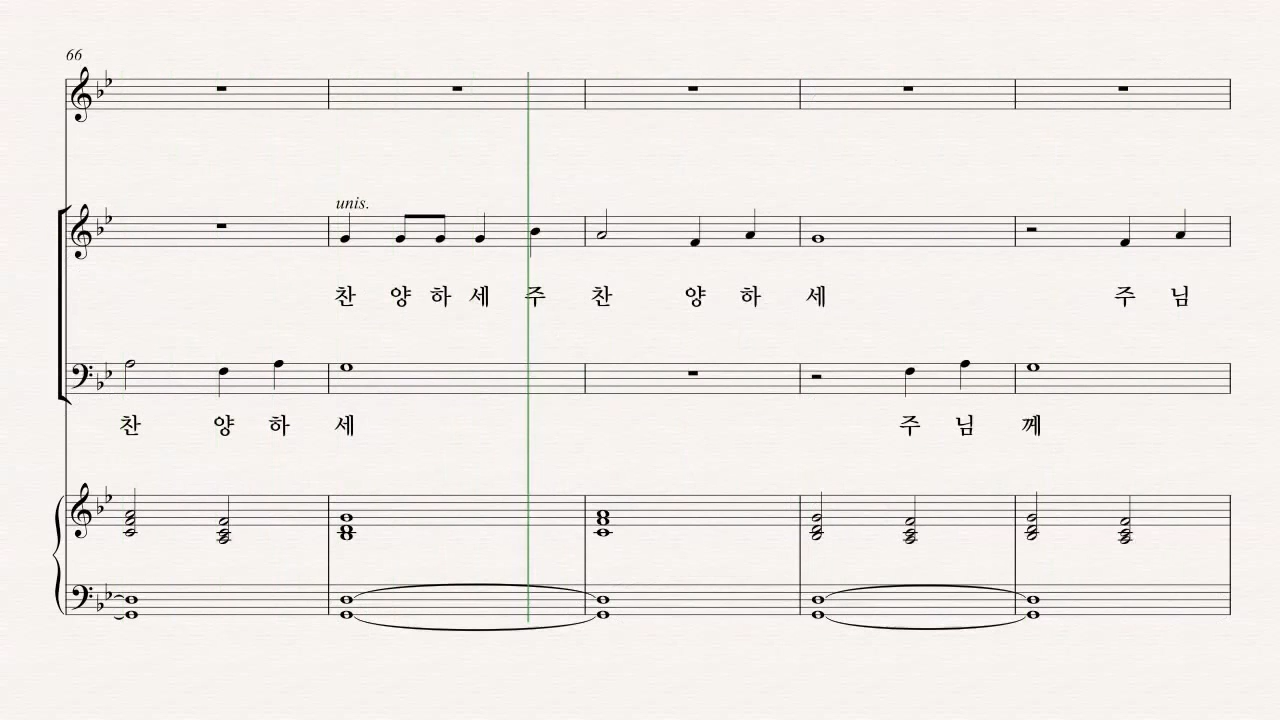 66
unis.
찬 양 하 세 주 찬 양 하 세 주 님
찬 양 하 세 주 님 께